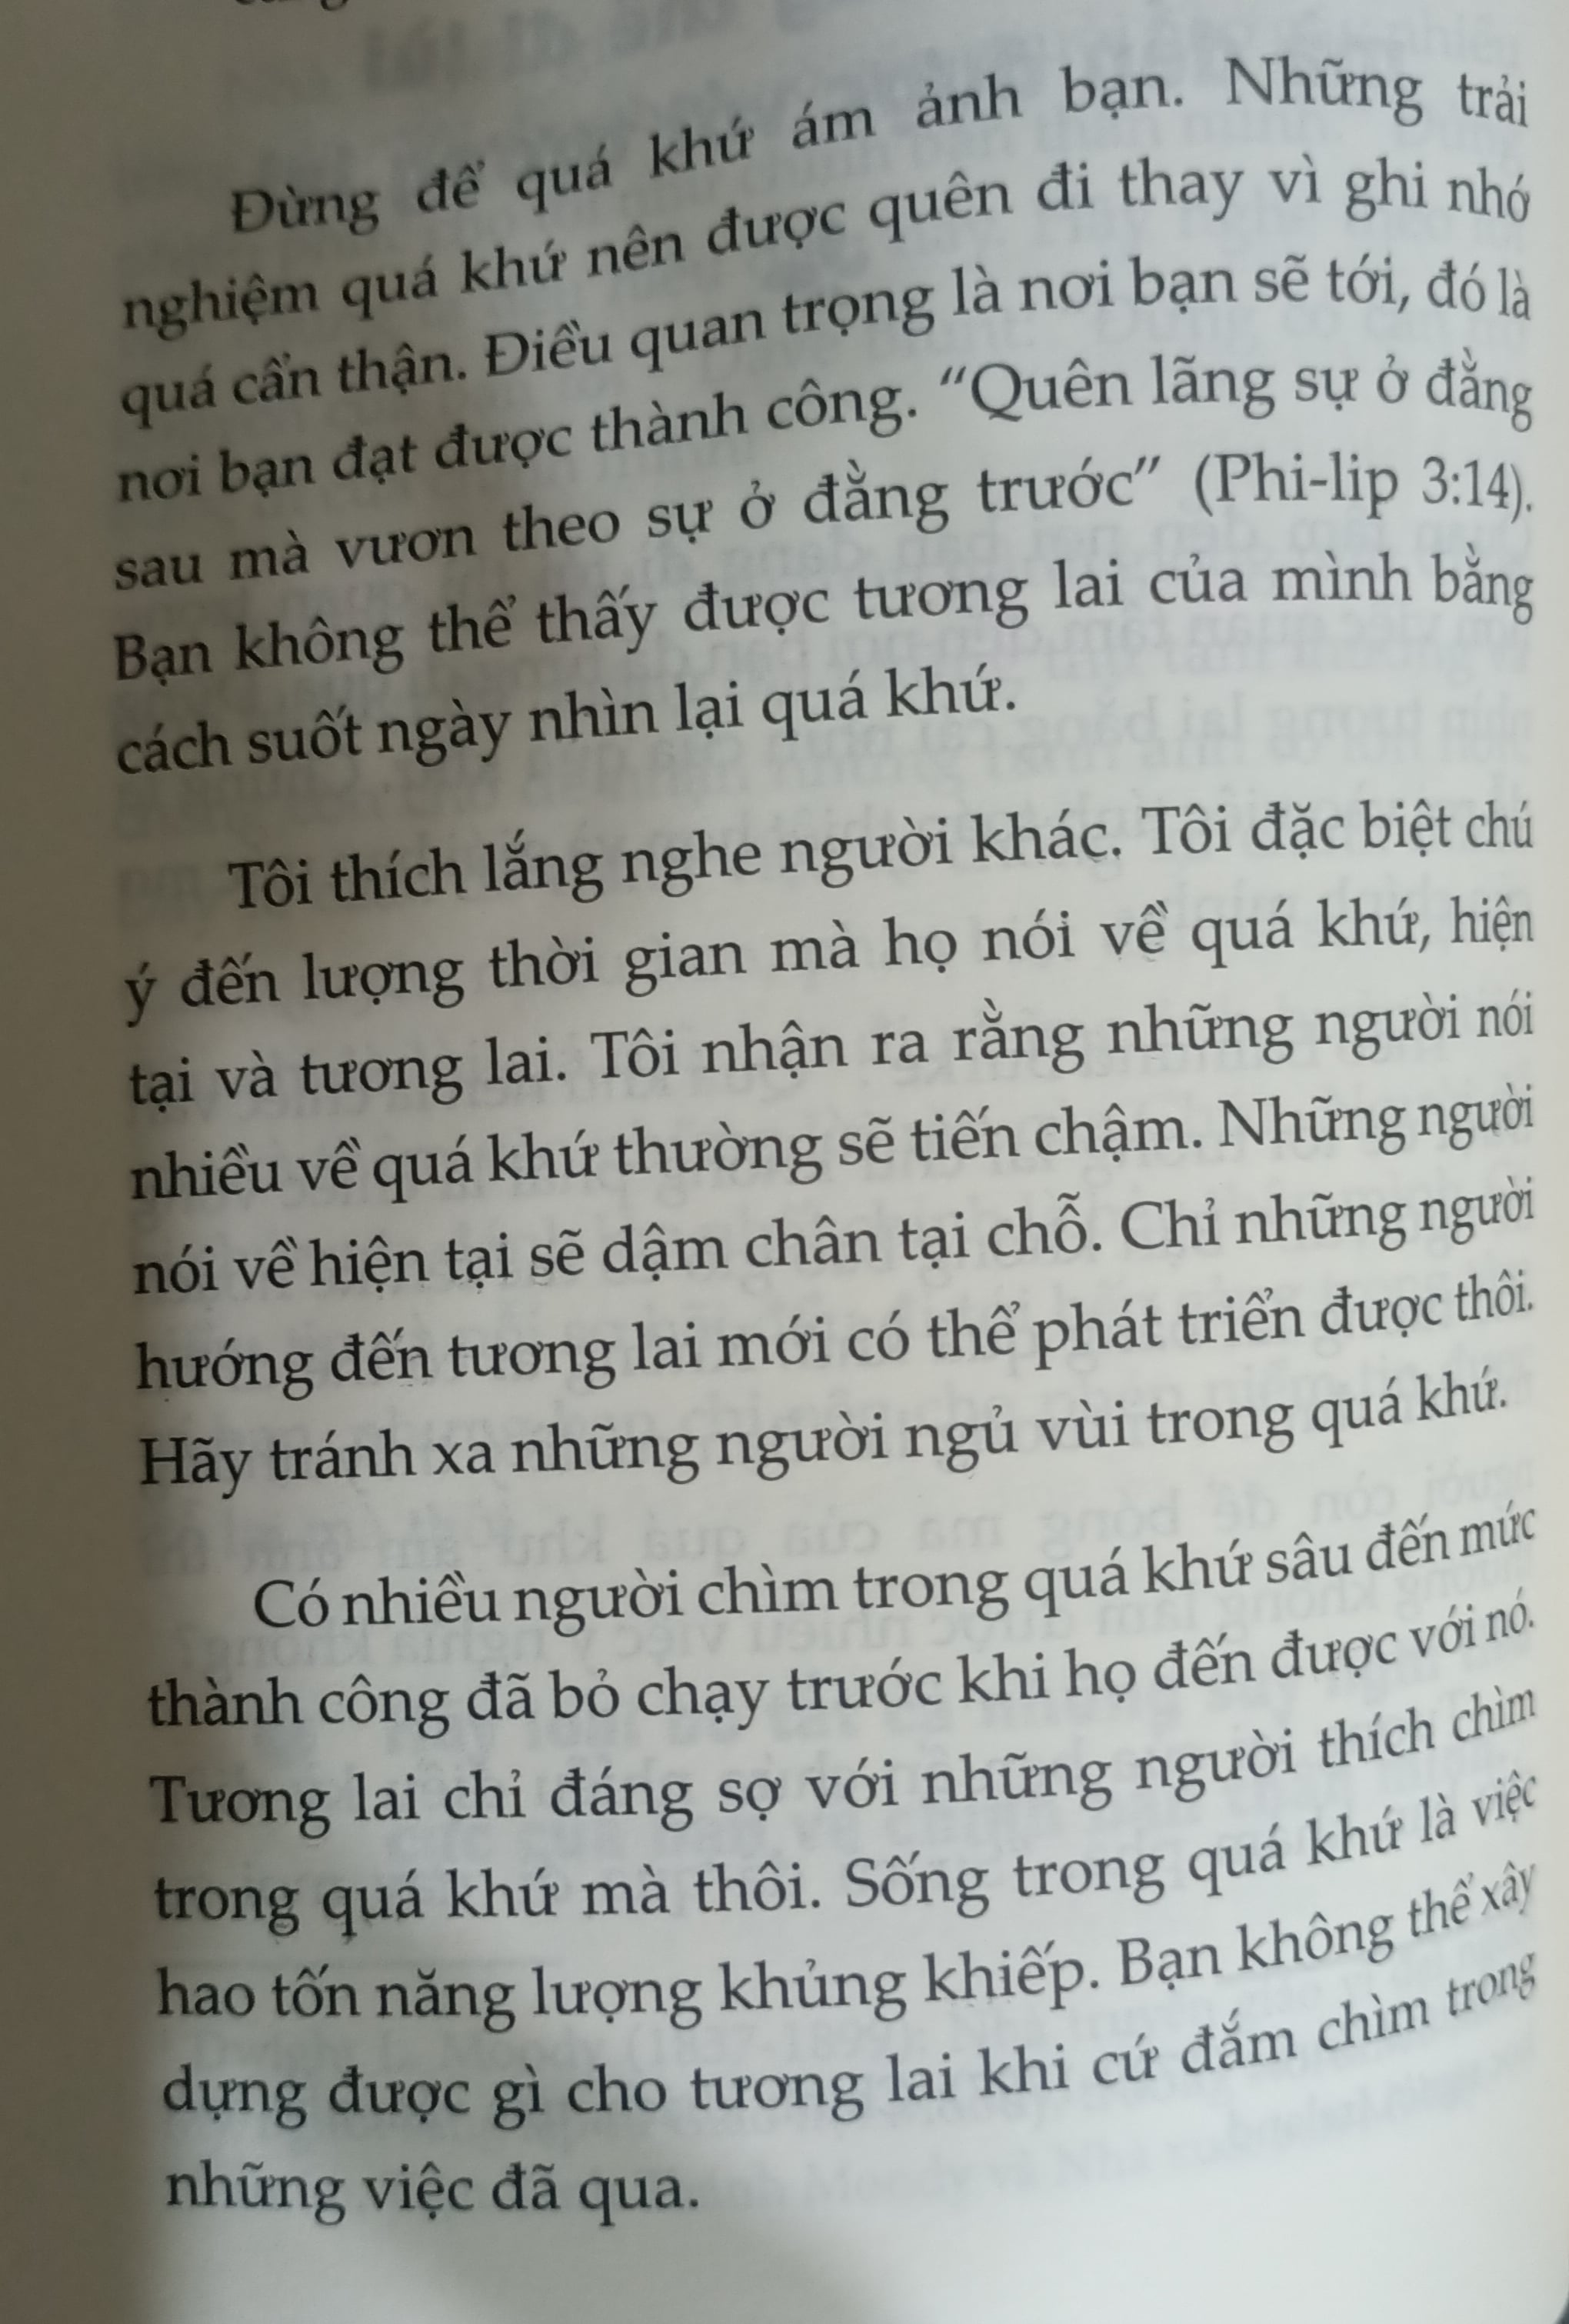 Đừng để quá khứ ám ảnh bạn. Những trải
nghiệm quá khứ nên được quên đi thay vì ghi nhớ
quá cẩn thận. Điều quan trọng là nơi bạn sẽ tới, đó là
nơi bạn đạt được thành công. “Quên lãng sự ở đằng
sau mà vươn theo sự ở đằng trước” (Phi-lip 3:14).
Bạn không thể thấy được tương lai của mình bằng
cách suốt ngày nhìn lại quá khứ.
Tôi thích lắng nghe người khác. Tôi đặc biệt chú
ý đến lượng thời gian mà họ nói về quá khứ, hiện
tại và tương lai. Tôi nhận ra rằng những người nói
nhiều về quá khứ thường sẽ tiến chậm. Những người
nói về hiện tại sẽ dậm chân tại chỗ. Chỉ những người
hướng đến tương lai mới có thể phát triển được thôi.
Hãy tránh xa những người ngủ vùi trong quá khứ.
Có nhiều người chìm trong quá khứ sâu đến mức
thành công đã bỏ chạy trước khi họ đến được với nó.
Tương lai chỉ đáng sợ với những người thích chìm
trong quá khứ mà thôi. Sống trong quá khứ là việc
hao tốn năng lượng khủng khiếp. Bạn không thể xây
dựng được gì cho tương lai khi cứ đắm chìm trong
những việc đã qua.